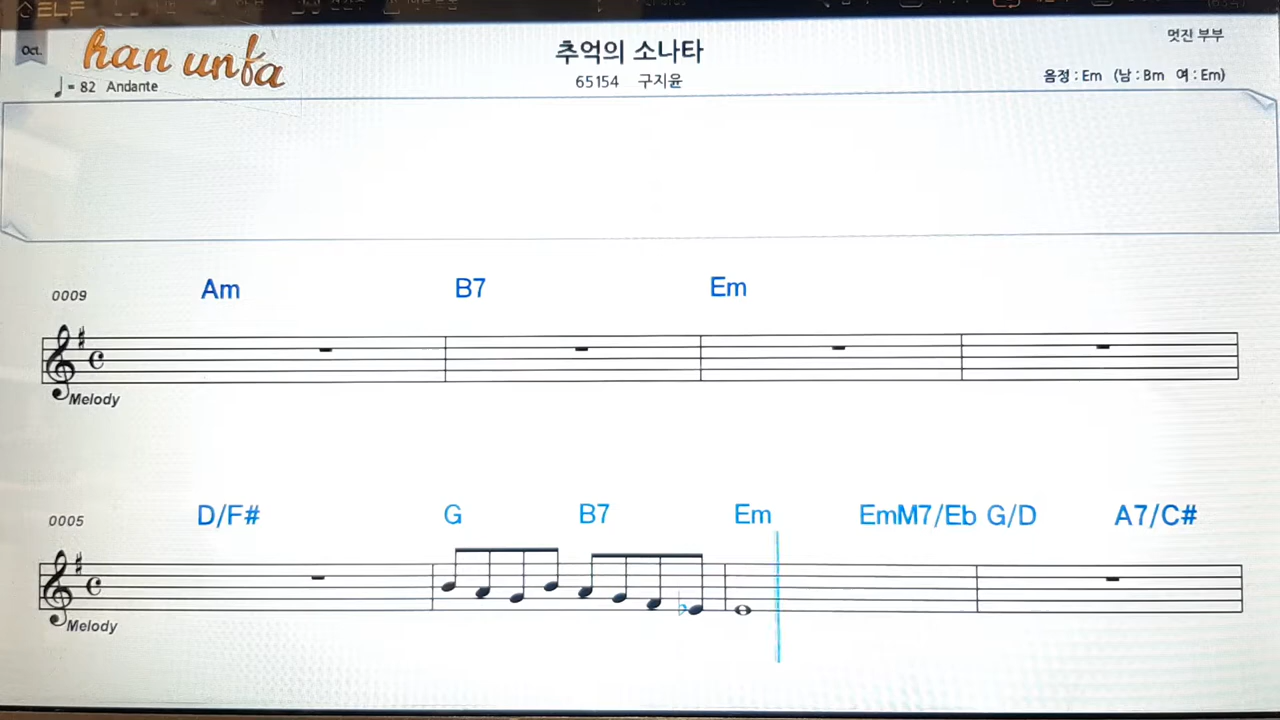 Oct.
han unfa
추억의 소나타
멋진 부부
♩ = 82 Andante
65154 구지윤
음정 : Em (남 : Bm 여 : Em)
0009 Am B7 Em
Melody
0005 D/F# G B7 Em EmM7/Eb G/D A7/C#
Melody